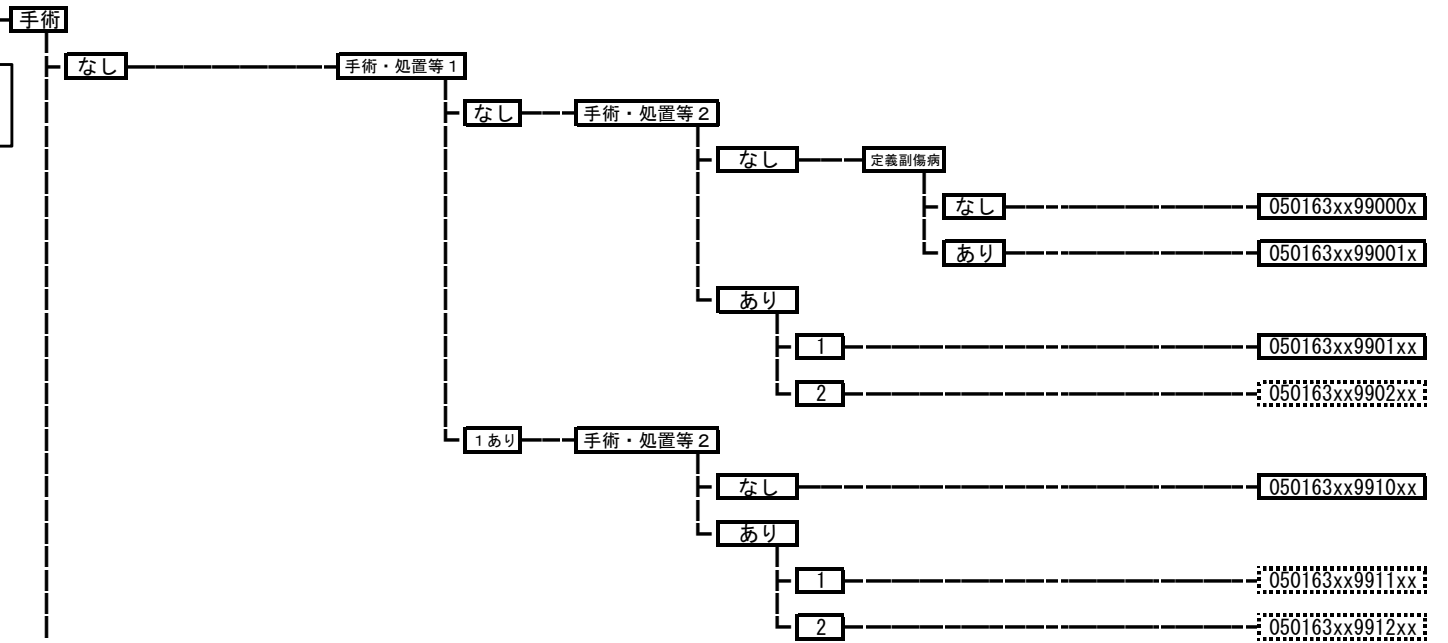 手術
なし 手術・処置等1
なし 手術・処置等2
なし 定義副傷病
なし 050163xx99000x
あり 050163xx99001x
あり
1 050163xx9901xx
2 050163xx9902xx
1あり 手術・処置等2
なし 050163xx9910xx
あり
1 050163xx9911xx
2 050163xx9912xx